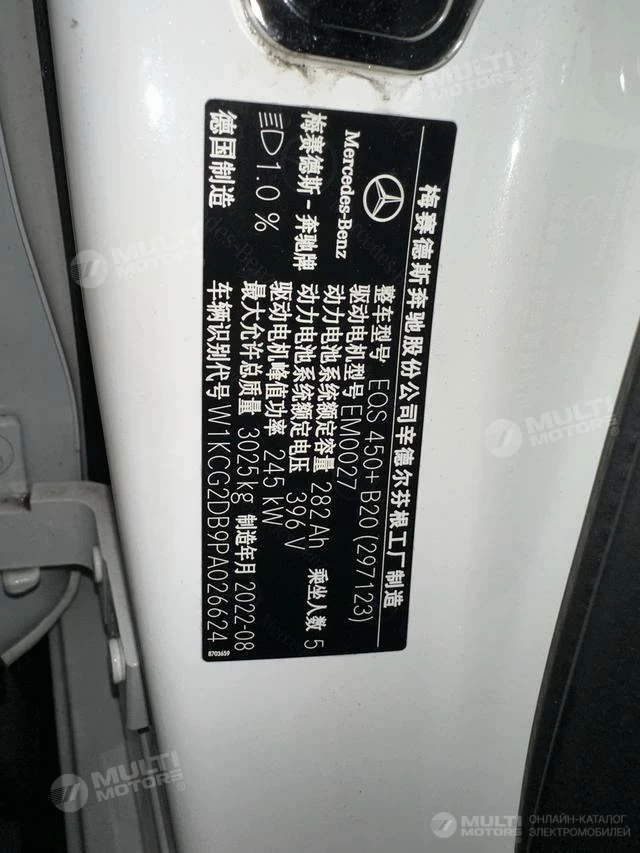 梅赛德斯奔驰股份公司辛德尔芬根工厂制造
Mercedes-Benz
整车型号 EQS 450+ B20 (297123)
驱动电机型号 EM0027
动力电池系统额定容量 282 Ah 乘坐人数 5
梅赛德斯-奔驰牌
动力电池系统额定电压 396 V
1.0 %
驱动电机峰值功率 245 kW
最大允许总质量 3025kg 制造年月 2022-08
德国制造
车辆识别代号 W1KCG2DB9PA026624
8703659
MULTI MOTORS
MULTI MOTORS
MULTI MOTORS
MULTI MOTORS
MULTI MOTORS
ОНЛАЙН-КАТАЛОГ
ЭЛЕКТРОМОБИЛЕЙ